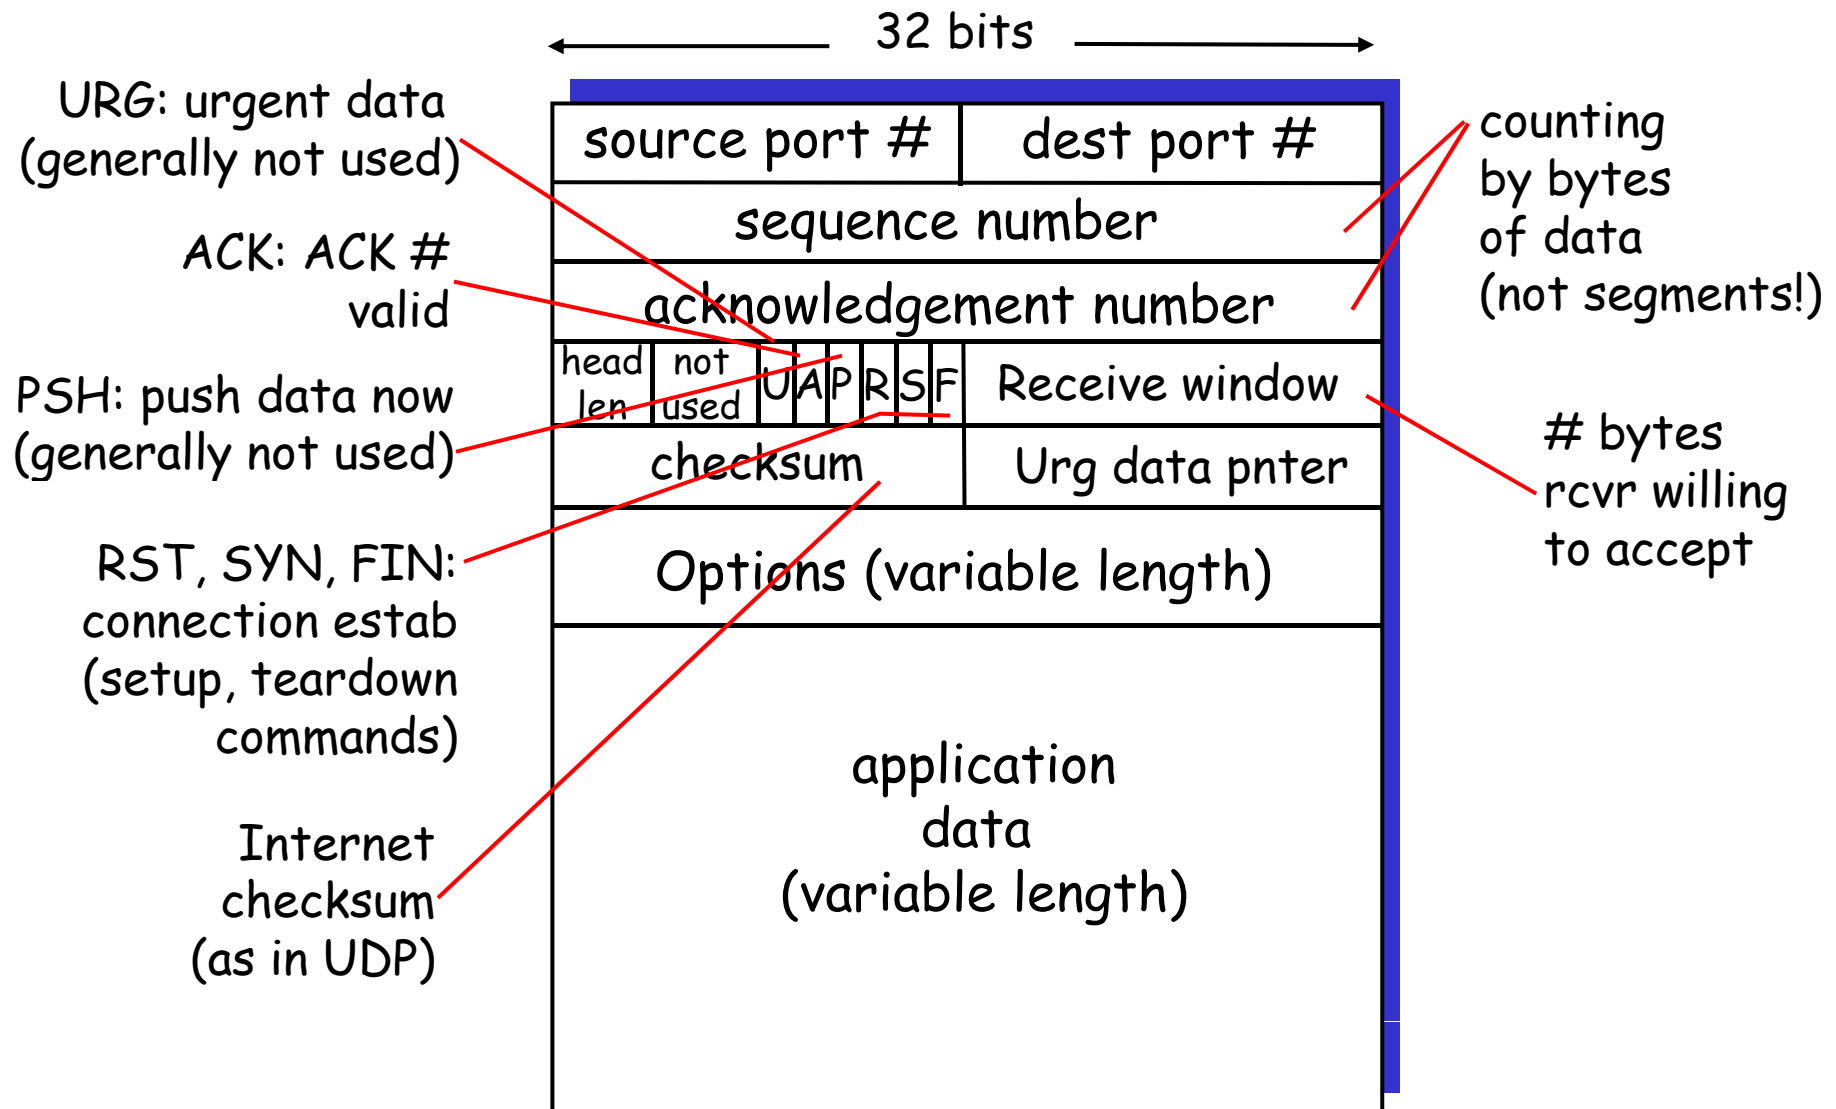 32 bits
URG: urgent data
(generally not used)
ACK: ACK #
valid
PSH: push data now
(generally not used)
RST, SYN, FIN:
connection estab
(setup, teardown
commands)
Internet
checksum
(as in UDP)
source port # dest port #
sequence number
acknowledgement number
head
len
not
used
U A P R S F
Receive window
checksum Urg data pnter
Options (variable length)
application
data
(variable length)
counting
by bytes
of data
(not segments!)
# bytes
rcvr willing
to accept